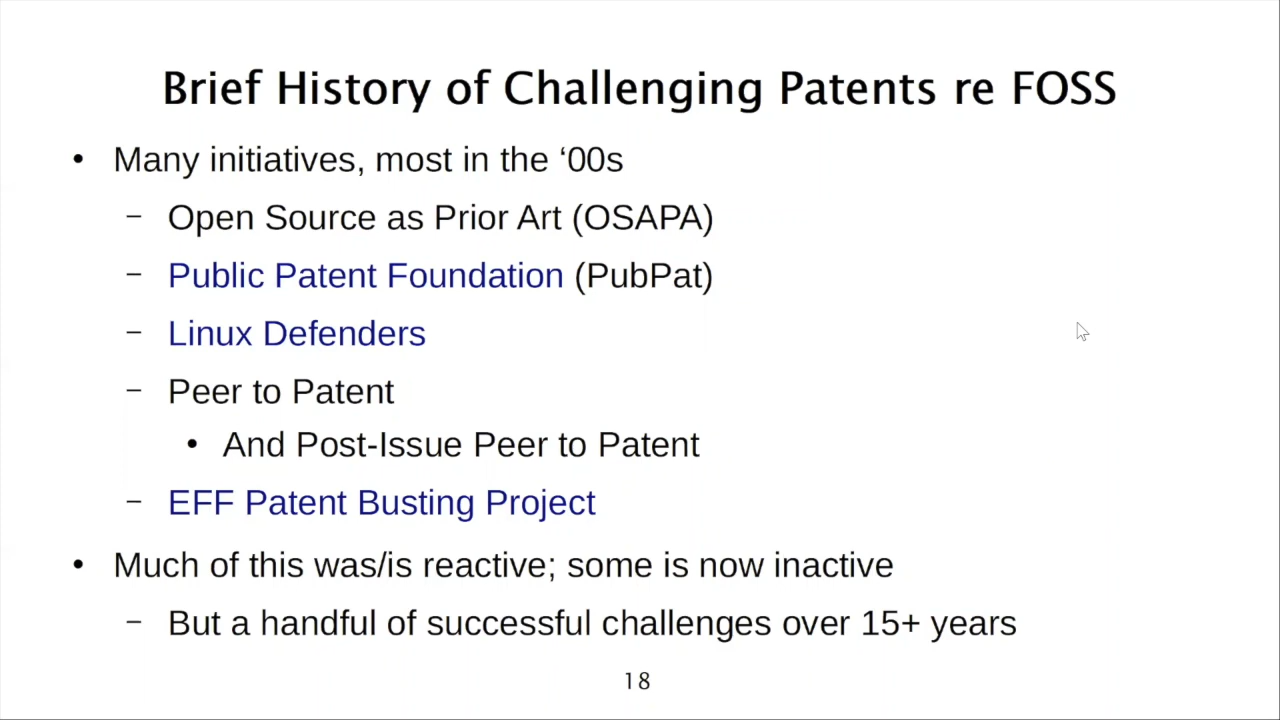 Brief History of Challenging Patents re FOSS
• Many initiatives, most in the ‘00s
– Open Source as Prior Art (OSAPA)
– Public Patent Foundation (PubPat)
– Linux Defenders
– Peer to Patent
• And Post-Issue Peer to Patent
– EFF Patent Busting Project
• Much of this was/is reactive; some is now inactive
– But a handful of successful challenges over 15+ years
18